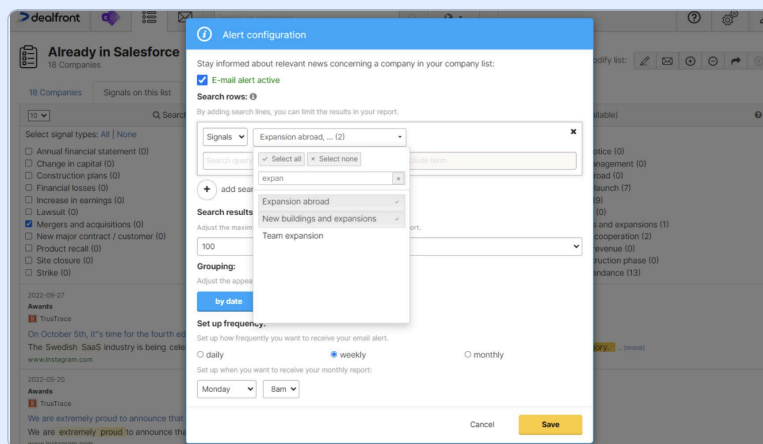 dealfront
Alert configuration
Already in Salesforce
18 Companies
18 Companies
Signals on this list
10
Search
Select signal types: All | None
Annual financial statement (0)
Change in capital (0)
Construction plans (0)
Financial losses (0)
Increase in earnings (0)
Lawsuit (0)
Mergers and acquisitions (0)
New major contract / customer (0)
Product recall (0)
Site closure (0)
Strike (0)
2022-09-27
Awards
TrusTrace
On October 5th, it"s time for the fourth ed
The Swedish SaaS industry is being cele
www.instagram.com
2022-05-20
Awards
TrusTrace
We are extremely proud to announce that
We are extremely proud to announce tha
Stay informed about relevant news concerning a company in your company list:
E-mail alert active
Search rows:
By adding search lines, you can limit the results in your report.
Signals
Expansion abroad, ... (2)
Search query
clude term
Select all
Select none
expan
Expansion abroad
New buildings and expansions
Team expansion
add sear
Search results
Adjust the maxim
ort.
100
Grouping:
Adjust the appea
by date
Set up frequency:
Set up how frequently you want to receive your email alert.
daily
weekly
monthly
Set up when you want to receive your monthly report:
Monday
8am
Cancel
Save
odify list:
ailable)
otice (0)
nagement (0)
road (0)
launch (7)
(9)
(0)
s and expansions (1)
cooperation (2)
revenue (0)
truction phase (0)
endance (13)
gory. ... (more)